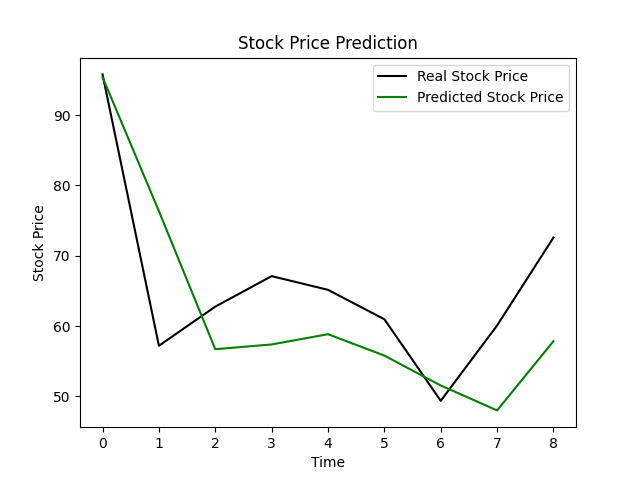 Stock Price Prediction
Real Stock Price
Predicted Stock Price
Stock Price
90
80
70
60
50
0 1 2 3 4 5 6 7 8
Time